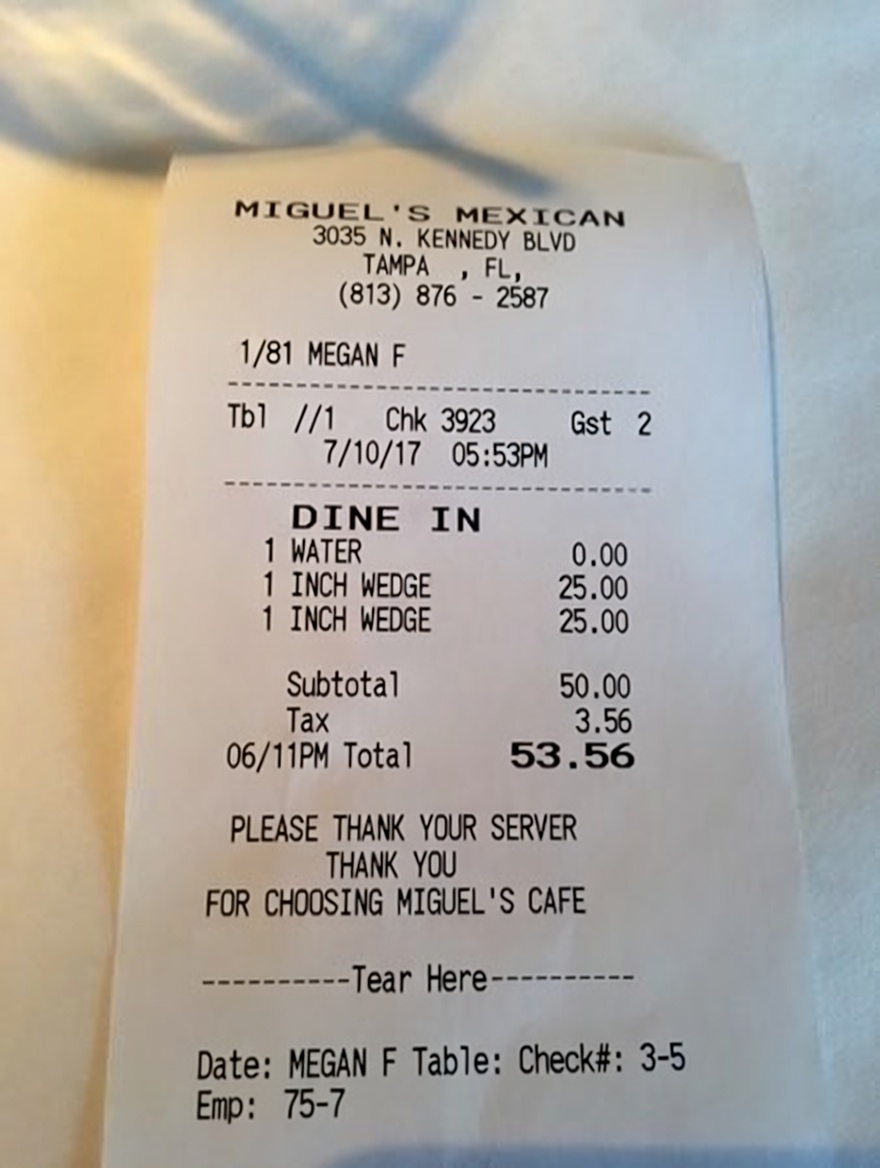 MIGUEL'S MEXICAN
3035 N. KENNEDY BLVD
TAMPA , FL,
(813) 876 - 2587
1/81 MEGAN F
----------------------------------
Tbl //1 Chk 3923 Gst 2
7/10/17 05:53PM
----------------------------------
DINE IN
1 WATER 0.00
1 INCH WEDGE 25.00
1 INCH WEDGE 25.00
Subtotal 50.00
Tax 3.56
06/11PM Total 53.56
PLEASE THANK YOUR SERVER
THANK YOU
FOR CHOOSING MIGUEL'S CAFE
----------Tear Here----------
Date: MEGAN F Table: Check#: 3-5
Emp: 75-7